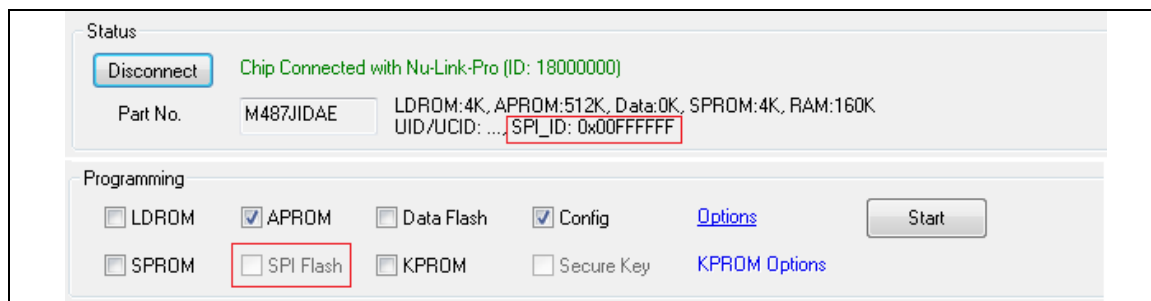 Status
Disconnect Chip Connected with Nu-Link-Pro (ID: 18000000)
Part No. M487JIDAE LDROM:4K, APROM:512K, Data:0K, SPROM:4K, RAM:160K
UID/UCID: ..., SPI_ID: 0x00FFFFFF
Programming
LDROM APROM Data Flash Config Options Start
SPROM SPI Flash KPROM Secure Key KPROM Options